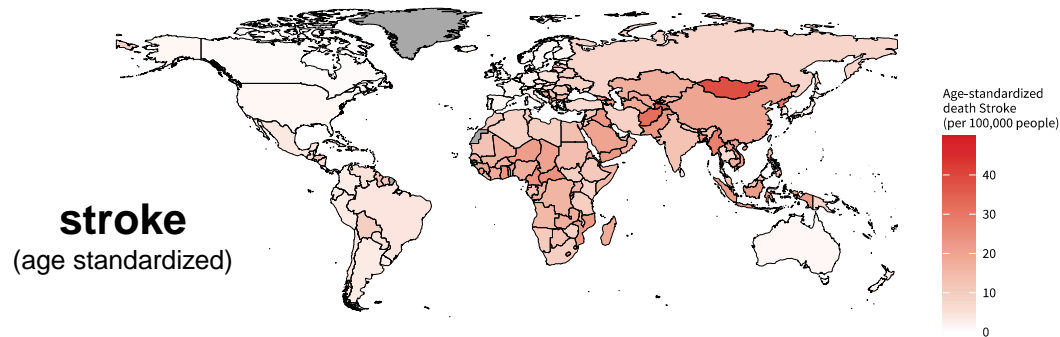 stroke
(age standardized)
Age-standardized
death Stroke
(per 100,000 people)
40
30
20
10
0